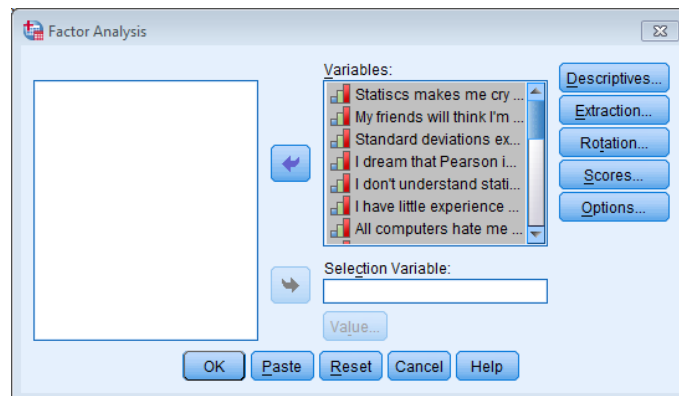 Factor Analysis
Variables:
Statiscs makes me cry ...
My friends will think I'm ...
Standard deviations ex...
I dream that Pearson i...
I don't understand stati...
I have little experience ...
All computers hate me ...
Selection Variable:
Value...
Descriptives...
Extraction...
Rotation...
Scores...
Options...
OK
Paste
Reset
Cancel
Help